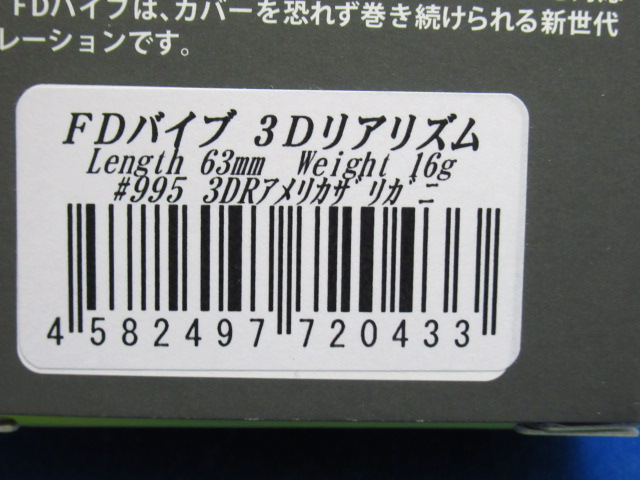 FDバイブは、カバーを恐れず巻き続けられる新世代
レーションです。
FDバイブ 3Dリアリズム
Length 63mm Weight 16g
#995 3DRアメリカザリガニ
4 582497 720433